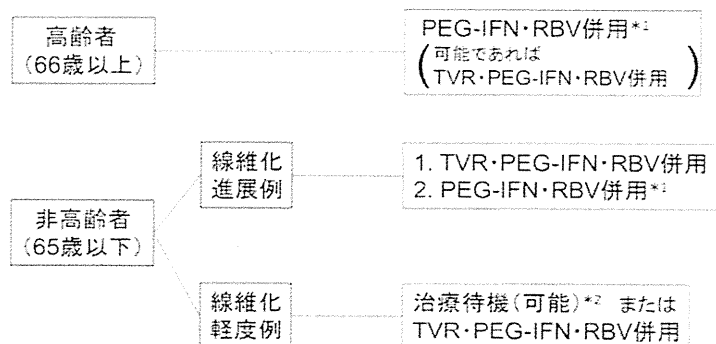 高齢者
(66歳以上)
PEG-IFN・RBV併用*1
(可能であれば
TVR・PEG-IFN・RBV併用)
非高齢者
(65歳以下)
線維化
進展例
1. TVR・PEG-IFN・RBV併用
2. PEG-IFN・RBV併用*1
線維化
軽度例
治療待機(可能)*2 または
TVR・PEG-IFN・RBV併用